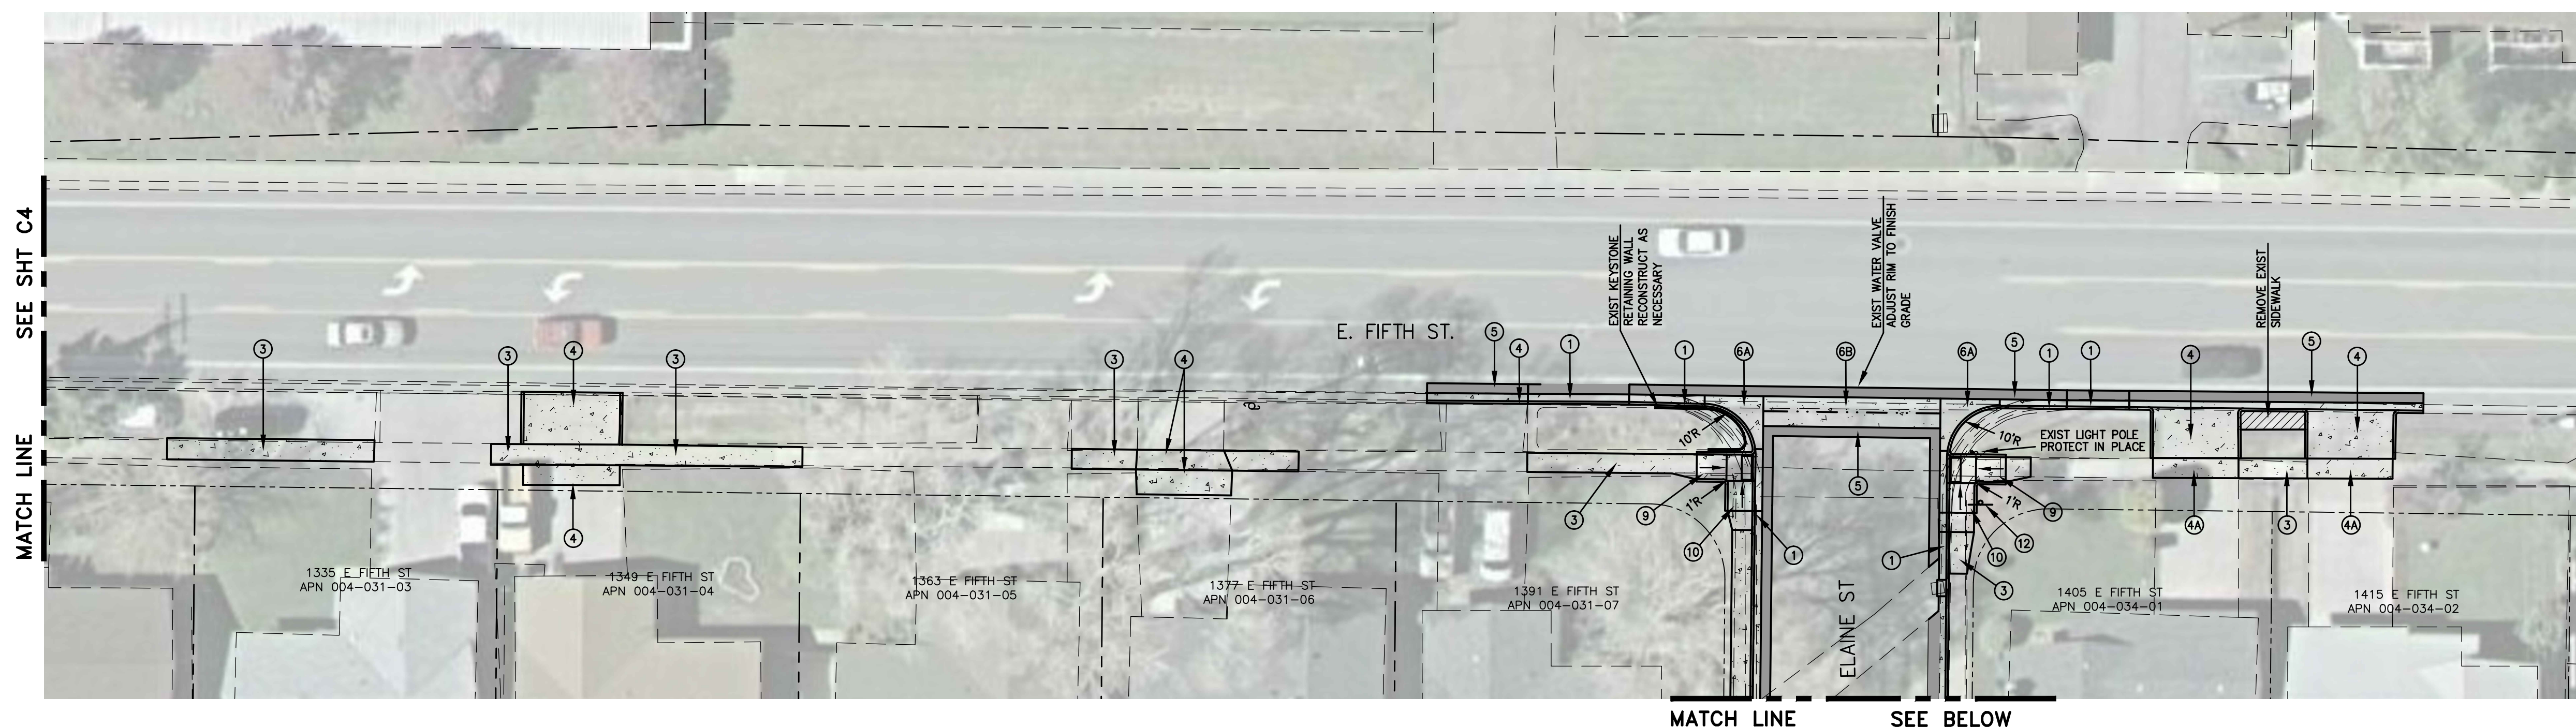 MATCH LINE SEE SHT C4
EXIST KEYSTONE
RETAINING WALL
RECONSTRUCT AS
NECESSARY
EXIST WATER VALVE
ADJUST RIM TO FINISH
GRADE
REMOVE EXIST
SIDEWALK
E. FIFTH ST.
3
3
4
3
3
4
5
4
1
1
6A
6B
6A
5
1
1
4
5
4
10'R
10'R
EXIST LIGHT POLE
PROTECT IN PLACE
4
3
9
1'R
10
1
5
1
1'R
9
12
10
3
4A
3
4A
1335 E FIFTH ST
APN 004-031-03
1349 E FIFTH ST
APN 004-031-04
1363 E FIFTH ST
APN 004-031-05
1377 E FIFTH ST
APN 004-031-06
1391 E FIFTH ST
APN 004-031-07
ELAINE ST
1405 E FIFTH ST
APN 004-034-01
1415 E FIFTH ST
APN 004-034-02
MATCH LINE SEE BELOW